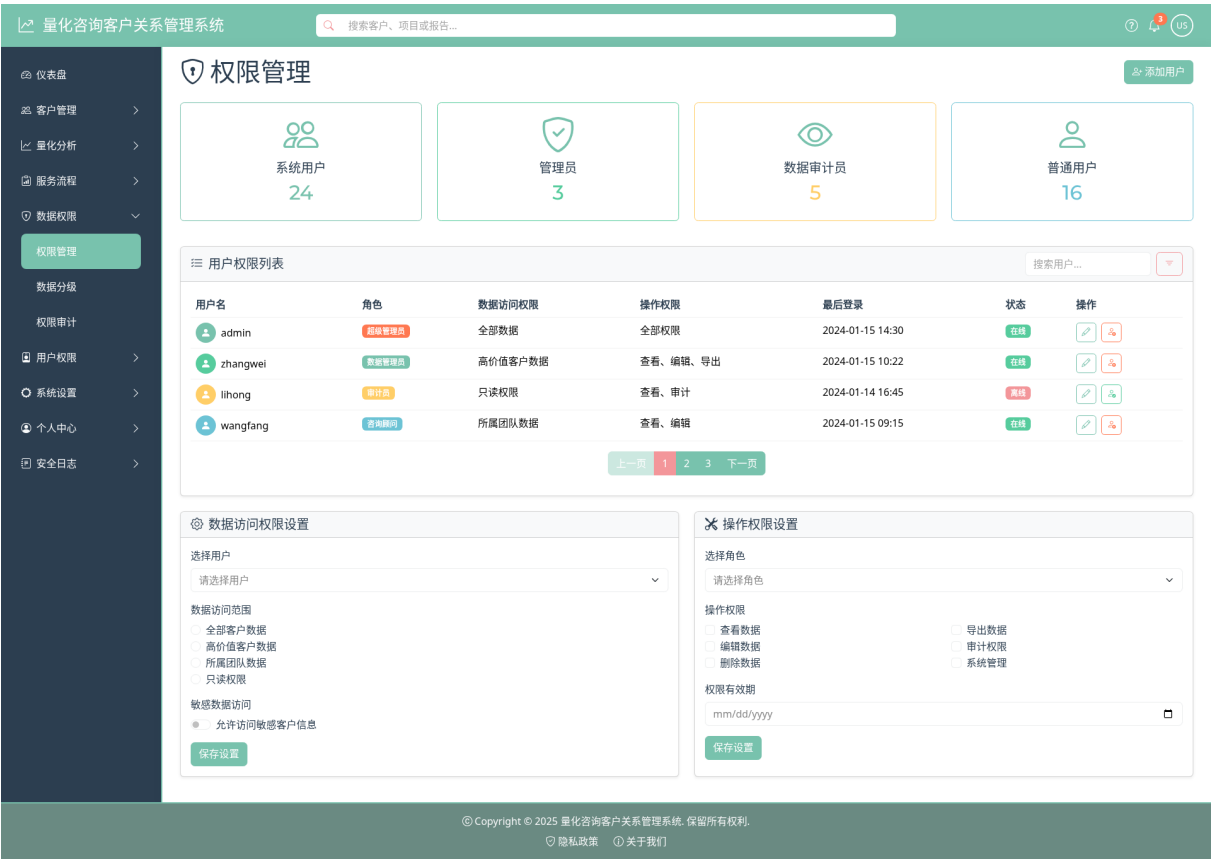 量化咨询客户关系管理系统
搜索客户、项目或报告...
3
US
仪表盘
客户管理
量化分析
服务流程
数据权限
权限管理
数据分级
权限审计
用户权限
系统设置
个人中心
安全日志
权限管理
添加用户
系统用户
24
管理员
3
数据审计员
5
普通用户
16
用户权限列表
搜索用户...
用户名 角色 数据访问权限 操作权限 最后登录 状态 操作
admin 超级管理员 全部数据 全部权限 2024-01-15 14:30 在线
zhangwei 数据管理员 高价值客户数据 查看、编辑、导出 2024-01-15 10:22 在线
lihong 审计员 只读权限 查看、审计 2024-01-14 16:45 离线
wangfang 咨询顾问 所属团队数据 查看、编辑 2024-01-15 09:15 在线
上一页 1 2 3 下一页
数据访问权限设置
选择用户
请选择用户
数据访问范围
全部客户数据
高价值客户数据
所属团队数据
只读权限
敏感数据访问
允许访问敏感客户信息
保存设置
操作权限设置
选择角色
请选择角色
操作权限
查看数据 导出数据
编辑数据 审计权限
删除数据 系统管理
权限有效期
mm/dd/yyyy
保存设置
© Copyright © 2025 量化咨询客户关系管理系统. 保留所有权利.
隐私政策 关于我们